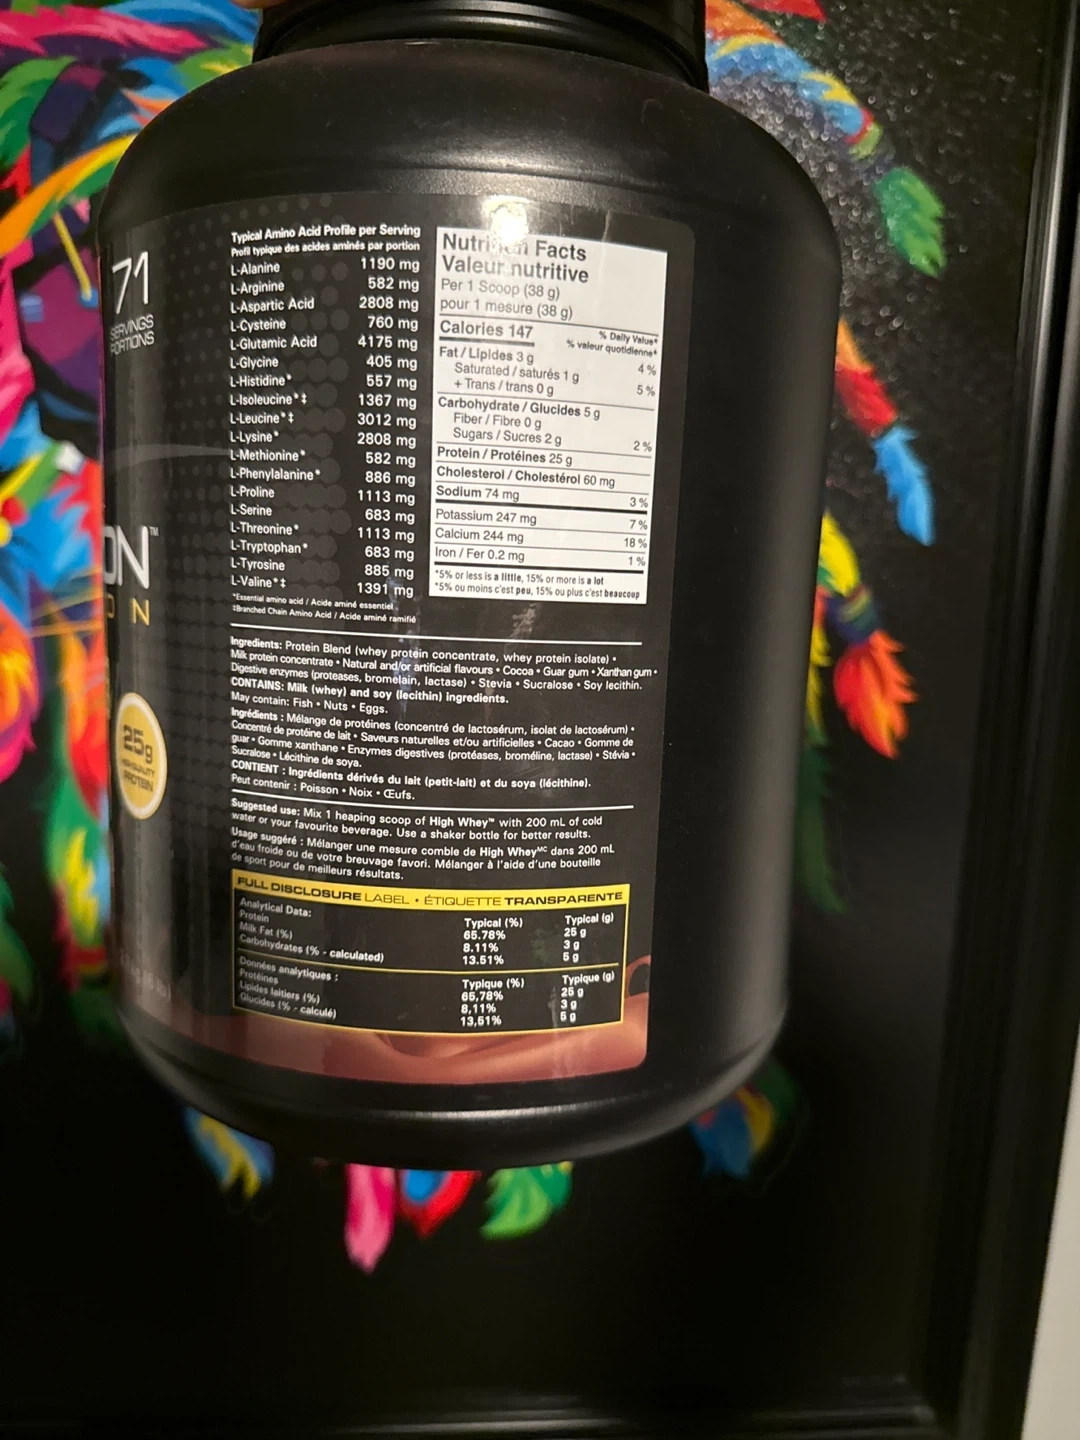 71
SERVINGS
PORTIONS
ON™
25g
HIGH QUALITY
PROTEIN
Typical Amino Acid Profile per Serving
Profil typique des acides aminés par portion
L-Alanine 1190 mg
L-Arginine 582 mg
L-Aspartic Acid 2808 mg
L-Cysteine 760 mg
L-Glutamic Acid 4175 mg
L-Glycine 405 mg
L-Histidine* 557 mg
L-Isoleucine*‡ 1367 mg
L-Leucine*‡ 3012 mg
L-Lysine* 2808 mg
L-Methionine* 582 mg
L-Phenylalanine* 886 mg
L-Proline 1113 mg
L-Serine 683 mg
L-Threonine* 1113 mg
L-Tryptophan* 683 mg
L-Tyrosine 885 mg
L-Valine*‡ 1391 mg
*Essential amino acid / Acide aminé essentiel
‡Branched Chain Amino Acid / Acide aminé ramifié
Nutrition Facts
Valeur nutritive
Per 1 Scoop (38 g)
pour 1 mesure (38 g)
Calories 147 % Daily Value*
% valeur quotidienne*
Fat / Lipides 3 g 4 %
Saturated / saturés 1 g
+ Trans / trans 0 g 5 %
Carbohydrate / Glucides 5 g
Fiber / Fibre 0 g
Sugars / Sucres 2 g 2 %
Protein / Protéines 25 g
Cholesterol / Cholestérol 60 mg
Sodium 74 mg 3 %
Potassium 247 mg 7 %
Calcium 244 mg 18 %
Iron / Fer 0.2 mg 1 %
*5% or less is a little, 15% or more is a lot
*5% ou moins c'est peu, 15% ou plus c'est beaucoup
Ingredients: Protein Blend (whey protein concentrate, whey protein isolate) •
Milk protein concentrate • Natural and/or artificial flavours • Cocoa • Guar gum • Xanthan gum •
Digestive enzymes (proteases, bromelain, lactase) • Stevia • Sucralose • Soy lecithin.
CONTAINS: Milk (whey) and soy (lecithin) ingredients.
May contain: Fish • Nuts • Eggs.
Ingrédients : Mélange de protéines (concentré de lactosérum, isolat de lactosérum) •
Concentré de protéine de lait • Saveurs naturelles et/ou artificielles • Cacao • Gomme de
guar • Gomme xanthane • Enzymes digestives (protéases, broméline, lactase) • Stévia •
Sucralose • Lécithine de soya.
CONTIENT : Ingrédients dérivés du lait (petit-lait) et du soya (lécithine).
Peut contenir : Poisson • Noix • Œufs.
Suggested use: Mix 1 heaping scoop of High Whey™ with 200 mL of cold
water or your favourite beverage. Use a shaker bottle for better results.
Usage suggéré : Mélanger une mesure comble de High Whey MC dans 200 mL
d'eau froide ou de votre breuvage favori. Mélanger à l'aide d'une bouteille
de sport pour de meilleurs résultats.
FULL DISCLOSURE LABEL • ÉTIQUETTE TRANSPARENTE
Analytical Data: Typical (%) Typical (g)
Protein 65.78% 25 g
Milk Fat (%) 8.11% 3 g
Carbohydrates (% - calculated) 13.51% 5 g
Données analytiques : Typique (%) Typique (g)
Protéines 65,78% 25 g
Lipides laitiers (%) 8,11% 3 g
Glucides (% - calculé) 13,51% 5 g